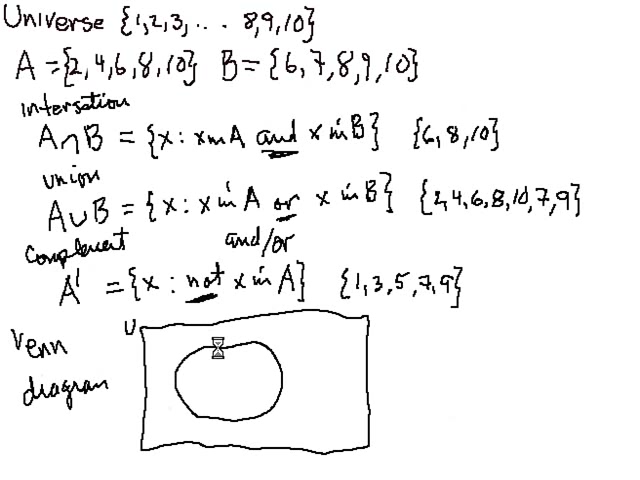 Universe {1,2,3, ... 8,9,10}
A = {2,4,6,8,10} B = {6,7,8,9,10}
intersation
A∩B = {x: x in A and x in B} {6,8,10}
union
A∪B = {x: x in A or x in B} {2,4,6,8,10,7,9}
and/or
complement
A' = {x: not x in A} {1,3,5,7,9}
U
Venn
diagram